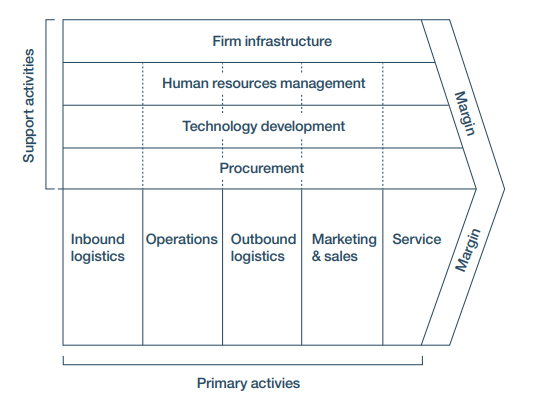 Support activities
Firm infrastructure
Human resources management
Technology development
Procurement
Margin
Inbound
logistics
Operations
Outbound
logistics
Marketing
& sales
Service
Margin
Primary activies